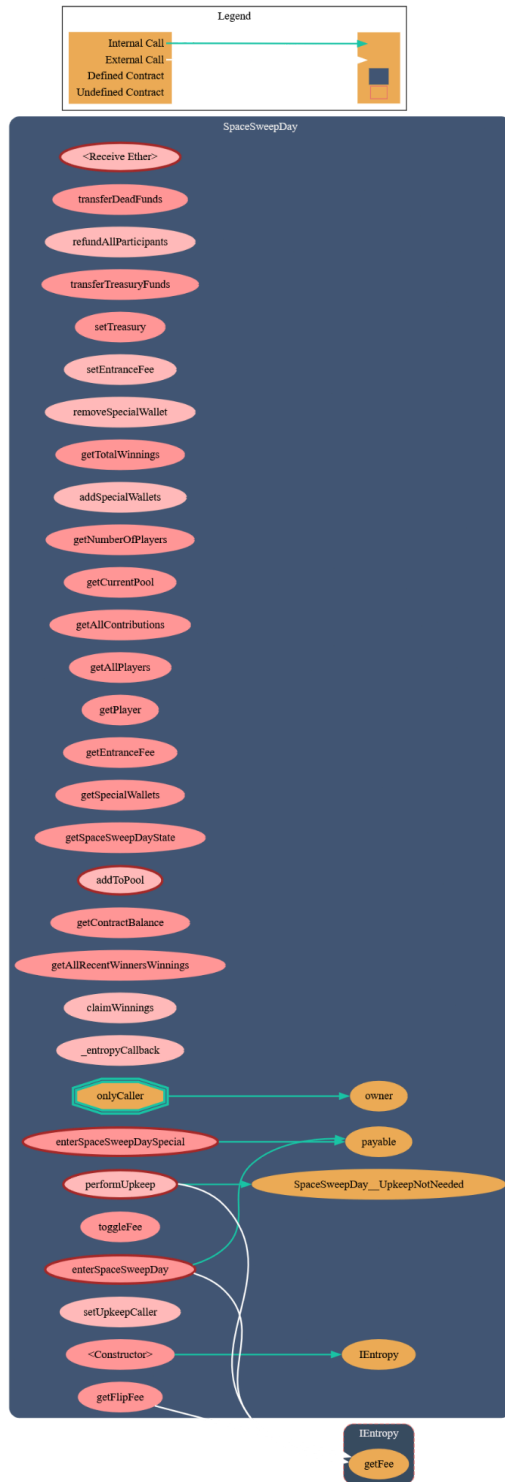 Legend
Internal Call
External Call
Defined Contract
Undefined Contract
SpaceSweepDay
<Receive Ether>
transferDeadFunds
refundAllParticipants
transferTreasuryFunds
setTreasury
setEntranceFee
removeSpecialWallet
getTotalWinnings
addSpecialWallets
getNumberOfPlayers
getCurrentPool
getAllContributions
getAllPlayers
getPlayer
getEntranceFee
getSpecialWallets
getSpaceSweepDayState
addToPool
getContractBalance
getAllRecentWinnersWinnings
claimWinnings
_entropyCallback
onlyCaller owner
enterSpaceSweepDaySpecial payable
performUpkeep SpaceSweepDay__UpkeepNotNeeded
toggleFee
enterSpaceSweepDay
setUpkeepCaller
<Constructor> IEntropy
getFlipFee
IEntropy
getFee